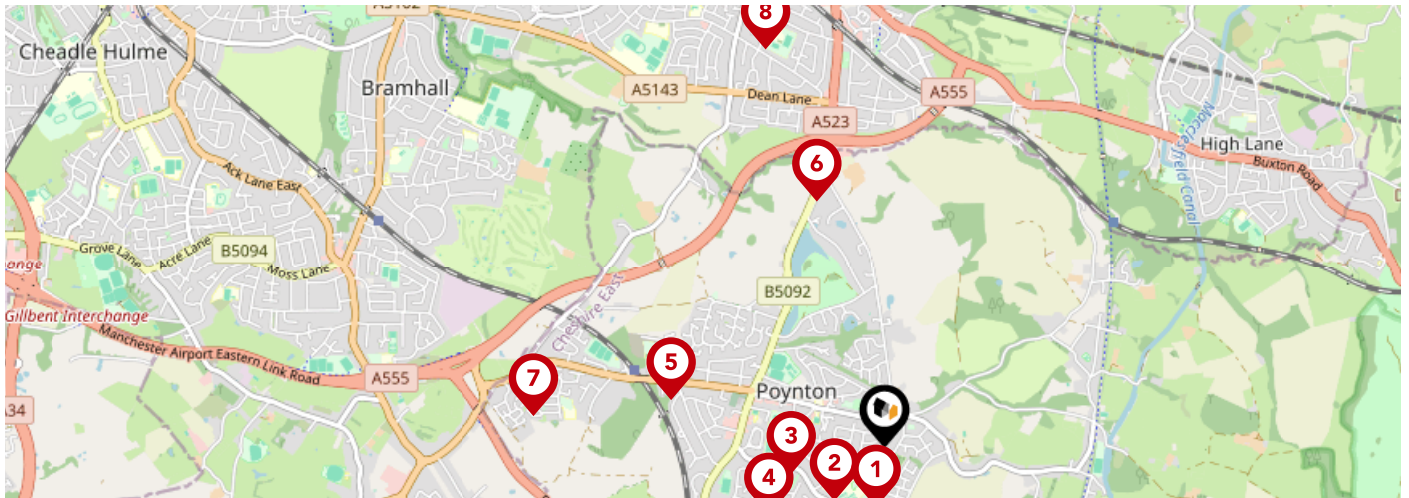 A5102
8
Cheadle Hulme
Bramhall
A5143
Dean Lane
A555
A523
Macclesfield Canal
High Lane
Buxton Road
6
Ack Lane East
Grove Lane
Acre Lane
B5094
Moss Lane
ange
B5092
Cheshire East
Gillbent Interchange
Manchester Airport Eastern Link Road
A555
7
5
Poynton
A34
3
4
2
1